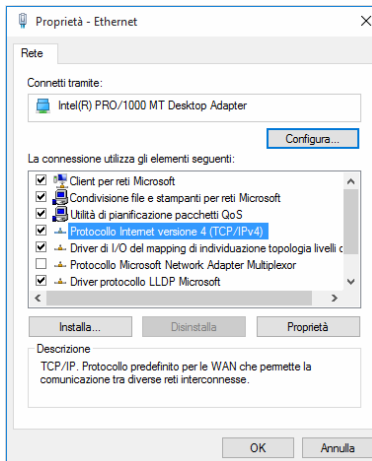 Proprietà - Ethernet
Rete
Connetti tramite:
Intel(R) PRO/1000 MT Desktop Adapter
Configura...
La connessione utilizza gli elementi seguenti:
Client per reti Microsoft
Condivisione file e stampanti per reti Microsoft
Utilità di pianificazione pacchetti QoS
Protocollo Internet versione 4 (TCP/IPv4)
Driver di I/O del mapping di individuazione topologia livelli c
Protocollo Microsoft Network Adapter Multiplexor
Driver protocollo LLDP Microsoft
Installa...
Disinstalla
Proprietà
Descrizione
TCP/IP. Protocollo predefinito per le WAN che permette la
comunicazione tra diverse reti interconnesse.
OK
Annulla